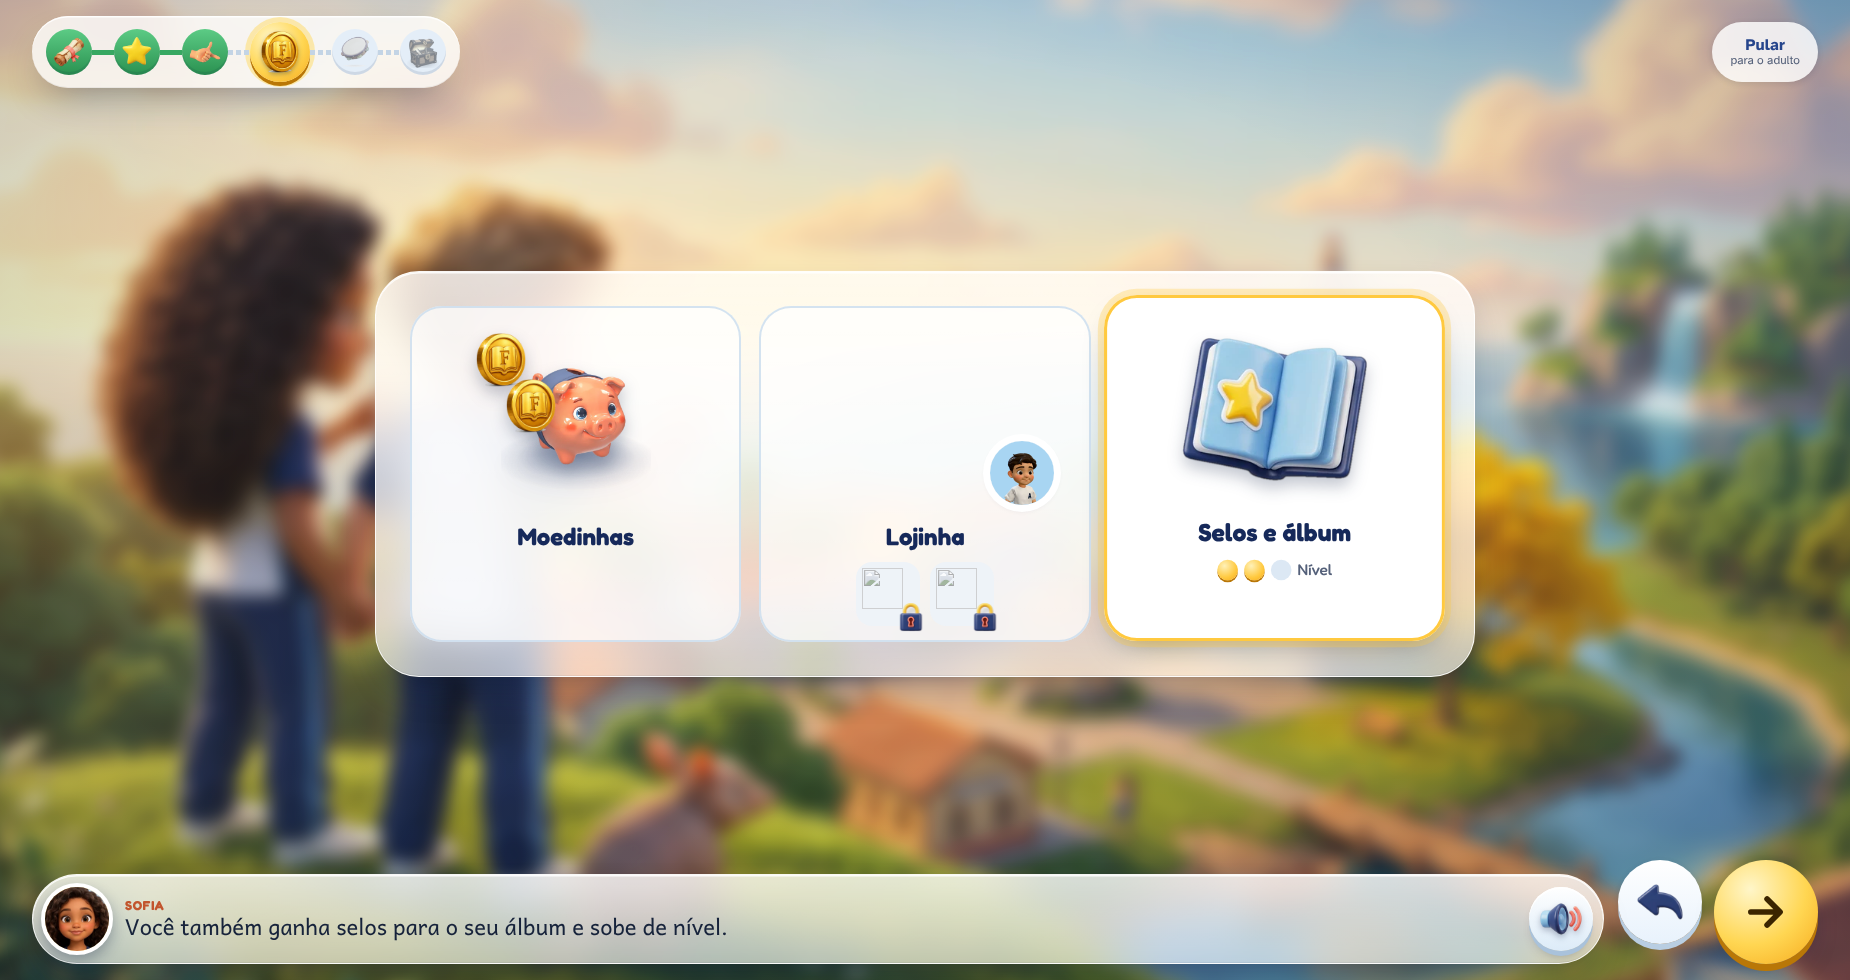 Pular
para o adulto
F
F
F
Moedinhas
Lojinha
Selos e álbum
Nível
SOFIA
Você também ganha selos para o seu álbum e sobe de nível.